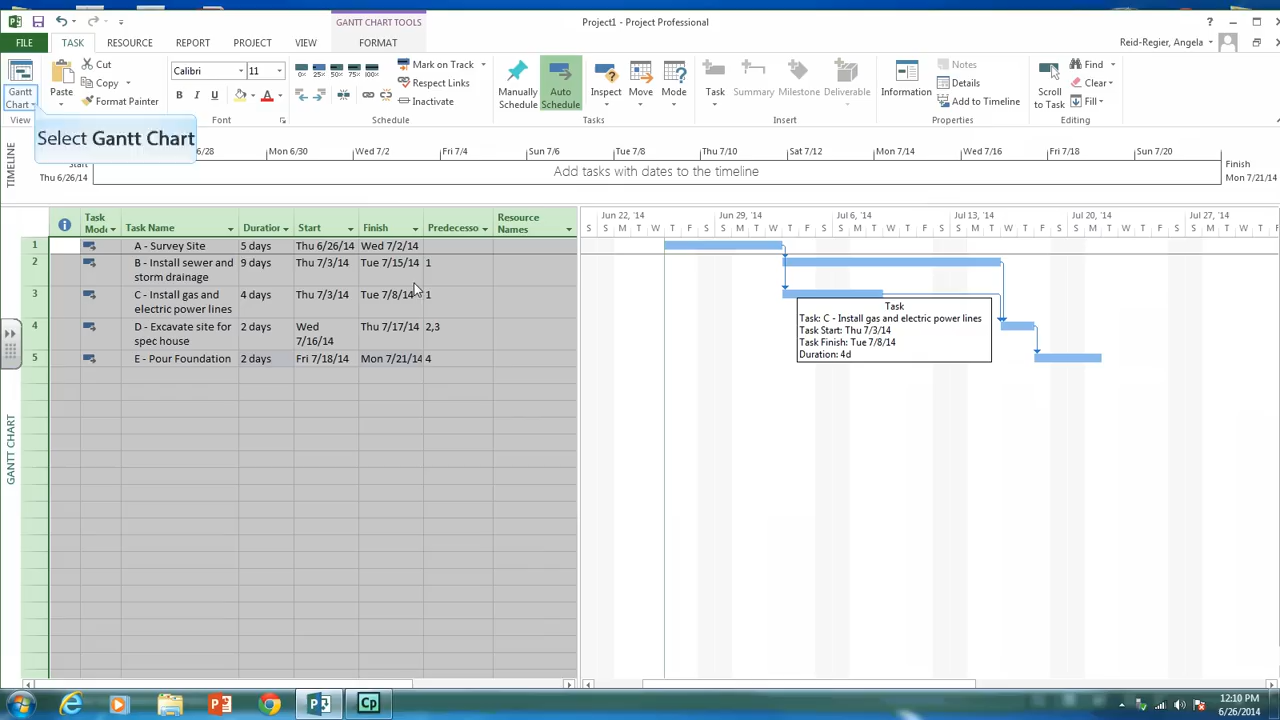 GANTT CHART TOOLS
Project1 - Project Professional
?
FILE TASK RESOURCE REPORT PROJECT VIEW FORMAT
Reid-Regier, Angela
Gantt Chart
View
Paste
Cut
Copy
Format Painter
Calibri 11
B I U A
Font
0% 25% 50% 75% 100%
Mark on Track
Respect Links
Inactivate
Schedule
Manually Schedule
Auto Schedule
Inspect
Move
Mode
Tasks
Task
Summary
Milestone
Deliverable
Insert
Information
Notes
Details
Add to Timeline
Properties
Scroll to Task
Find
Clear
Fill
Editing
Select Gantt Chart
TIMELINE
Start
Thu 6/26/14
6/28 Mon 6/30 Wed 7/2 Fri 7/4 Sun 7/6 Tue 7/8 Thu 7/10 Sat 7/12 Mon 7/14 Wed 7/16 Fri 7/18 Sun 7/20
Add tasks with dates to the timeline
Finish
Mon 7/21/14
GANTT CHART
Task Mode Task Name Duration Start Finish Predecesso Resource Names
1 A - Survey Site 5 days Thu 6/26/14 Wed 7/2/14
2 B - Install sewer and storm drainage 9 days Thu 7/3/14 Tue 7/15/14 1
3 C - Install gas and electric power lines 4 days Thu 7/3/14 Tue 7/8/14 1
4 D - Excavate site for spec house 2 days Wed 7/16/14 Thu 7/17/14 2,3
5 E - Pour Foundation 2 days Fri 7/18/14 Mon 7/21/14 4
Jun 22, '14 Jun 29, '14 Jul 6, '14 Jul 13, '14 Jul 20, '14 Jul 27, '14
S S M T W T F S S M T W T F S S M T W T F S S M T W T F S S M T W T F S S M T W T F
Task
Task: C - Install gas and electric power lines
Task Start: Thu 7/3/14
Task Finish: Tue 7/8/14
Duration: 4d
Cp
12:10 PM
6/26/2014